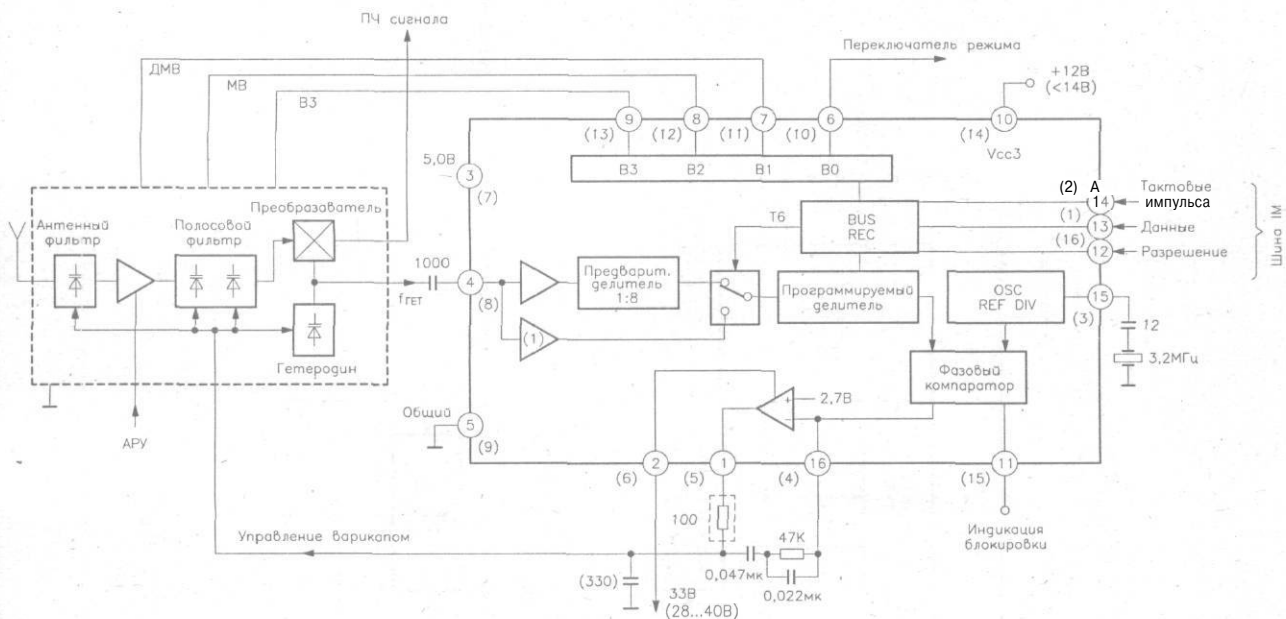 ПЧ сигнала
Переключатель режима
ДМВ
МВ
ВЗ
+12В
(<14В)
9
8
7
6
10
(13)
(12)
(11)
(10)
(14)
Vcc3
5,0В
3
(7)
В3
В2
В1
В0
(2) А
14
Тактовые
импульса
(1)
13
Данные
(16)
12
Разрешение
Шина IM
Т6
BUS
REC
Преобразаватель
Антенный
фильтр
Полосовой
фильтр
1000
4
(8)
fГЕТ
Предварит.
делитель
1:8
Программируемый
делитель
OSC
REF DIV
15
(3)
12
3,2МГц
(1)
Гетеродин
Фазовый
компаратор
+
2,7В
−
Общий
5
(9)
АРУ
2
1
16
11
(6)
(5)
(4)
(15)
100
47К
Индикация
блокировки
Управление варикапом
(330)
0,047мк
0,022мк
33В
(28...40В)